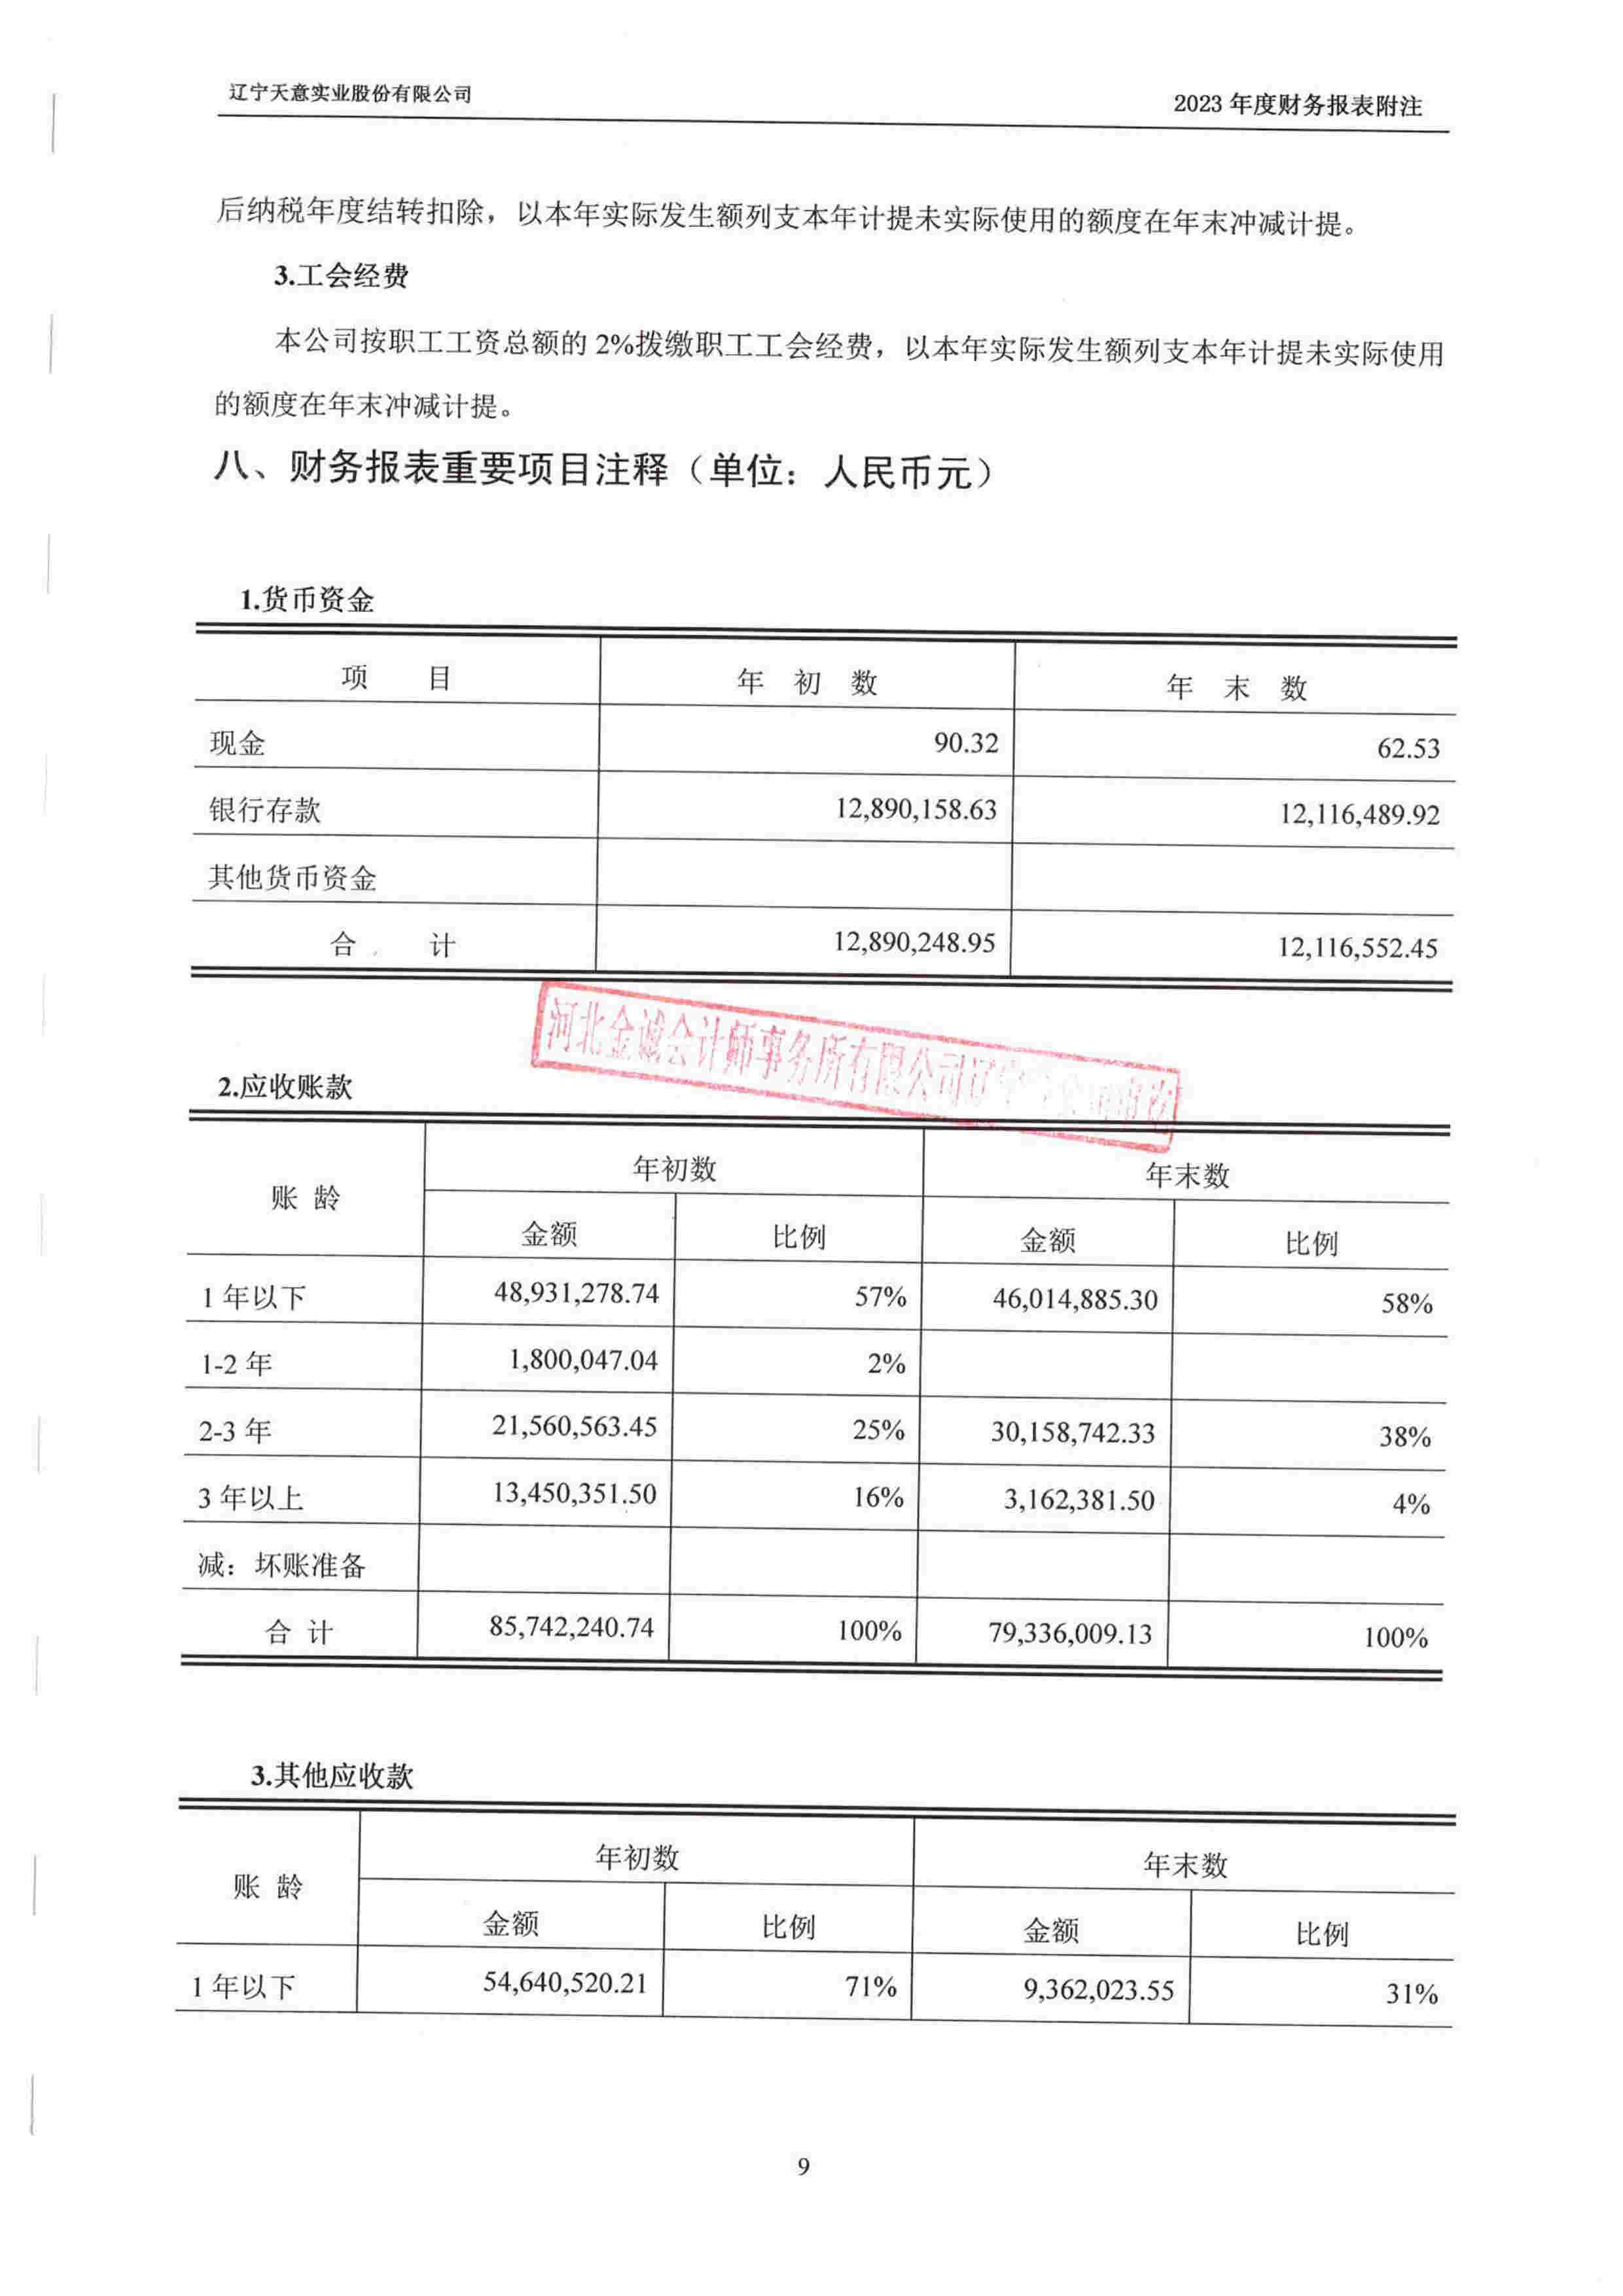 辽宁天意实业股份有限公司
2023 年度财务报表附注
后纳税年度结转扣除，以本年实际发生额列支本年计提未实际使用的额度在年末冲减计提。
3.工会经费
本公司按职工工资总额的 2%拨缴职工工会经费，以本年实际发生额列支本年计提未实际使用
的额度在年末冲减计提。
八、财务报表重要项目注释（单位：人民币元）
1.货币资金
项 目 年 初 数 年 末 数
现金 90.32 62.53
银行存款 12,890,158.63 12,116,489.92
其他货币资金
合 计 12,890,248.95 12,116,552.45
河北金诚会计师事务所有限公司辽宁
2.应收账款
账 龄 年初数 年末数
金额 比例 金额 比例
1 年以下 48,931,278.74 57% 46,014,885.30 58%
1-2 年 1,800,047.04 2%
2-3 年 21,560,563.45 25% 30,158,742.33 38%
3 年以上 13,450,351.50 16% 3,162,381.50 4%
减：坏账准备
合 计 85,742,240.74 100% 79,336,009.13 100%
3.其他应收款
账 龄 年初数 年末数
金额 比例 金额 比例
1 年以下 54,640,520.21 71% 9,362,023.55 31%
9